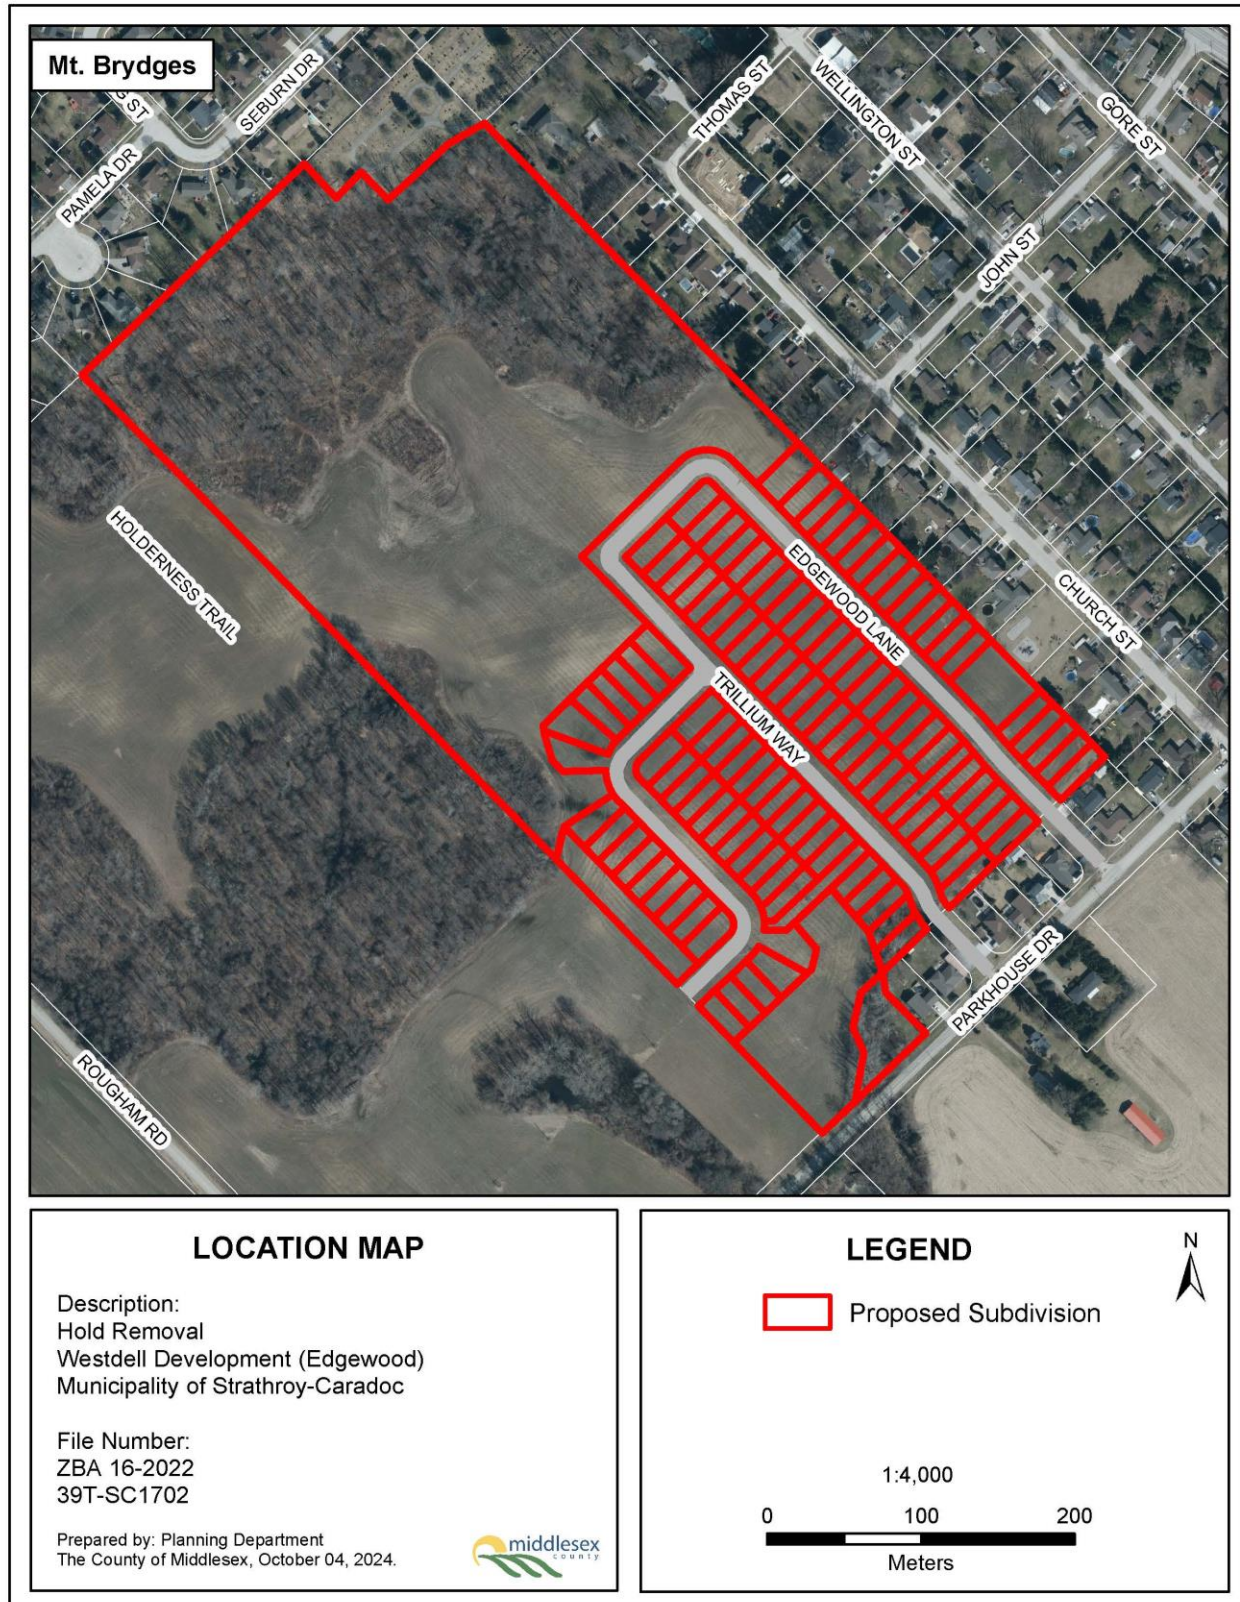 Mt. Brydges
G ST
SEBURN DR
PAMELA DR
THOMAS ST
WELLINGTON ST
GORE ST
JOHN ST
HOLDERNESS TRAIL
EDGEWOOD LANE
CHURCH ST
TRILLIUM WAY
PARKHOUSE DR
ROUGHAM RD
LOCATION MAP
Description:
Hold Removal
Westdell Development (Edgewood)
Municipality of Strathroy-Caradoc
File Number:
ZBA 16-2022
39T-SC1702
Prepared by: Planning Department
The County of Middlesex, October 04, 2024.
middlesex
county
LEGEND
N
Proposed Subdivision
1:4,000
0 100 200
Meters